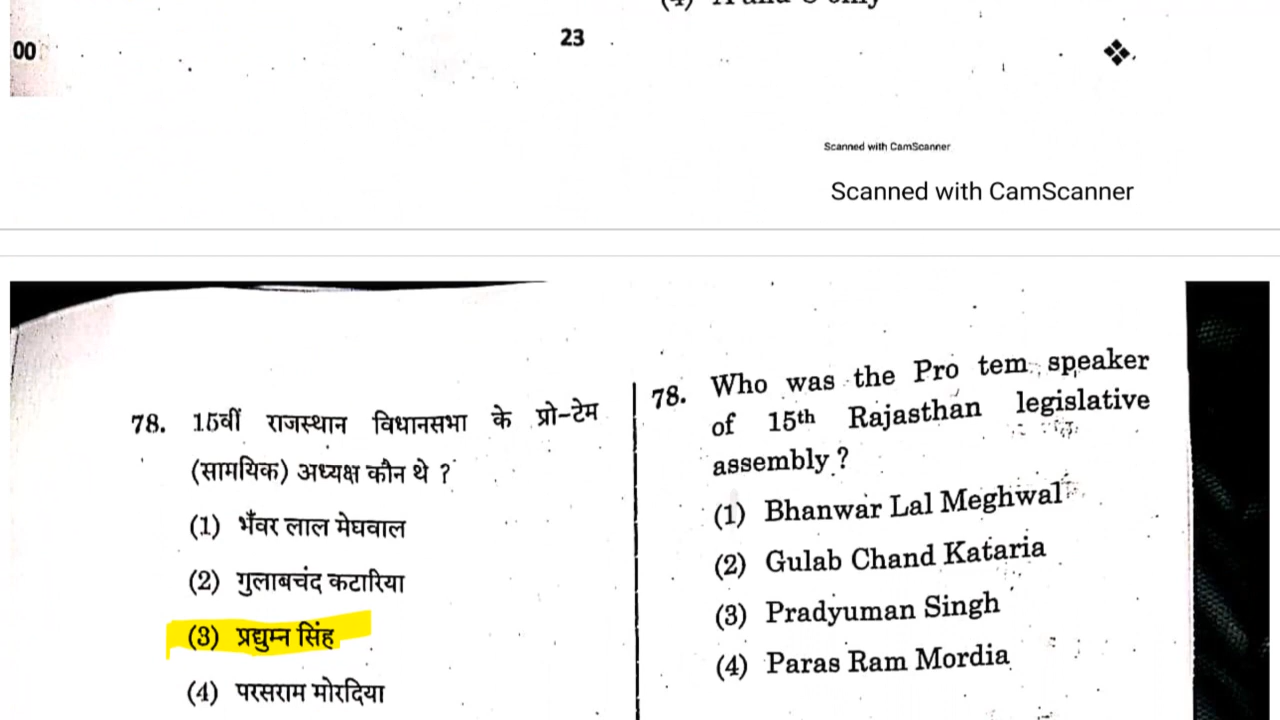 00
23
Scanned with CamScanner
Scanned with CamScanner
78. 15वीं राजस्थान विधानसभा के प्रो-टेम
(सामयिक) अध्यक्ष कौन थे ?
(1) भँवर लाल मेघवाल
(2) गुलाबचंद कटारिया
(3) प्रद्युम्न सिंह
(4) परसराम मोरदिया
78. Who was the Pro tem speaker
of 15th Rajasthan legislative
assembly ?
(1) Bhanwar Lal Meghwal
(2) Gulab Chand Kataria
(3) Pradyuman Singh
(4) Paras Ram Mordia